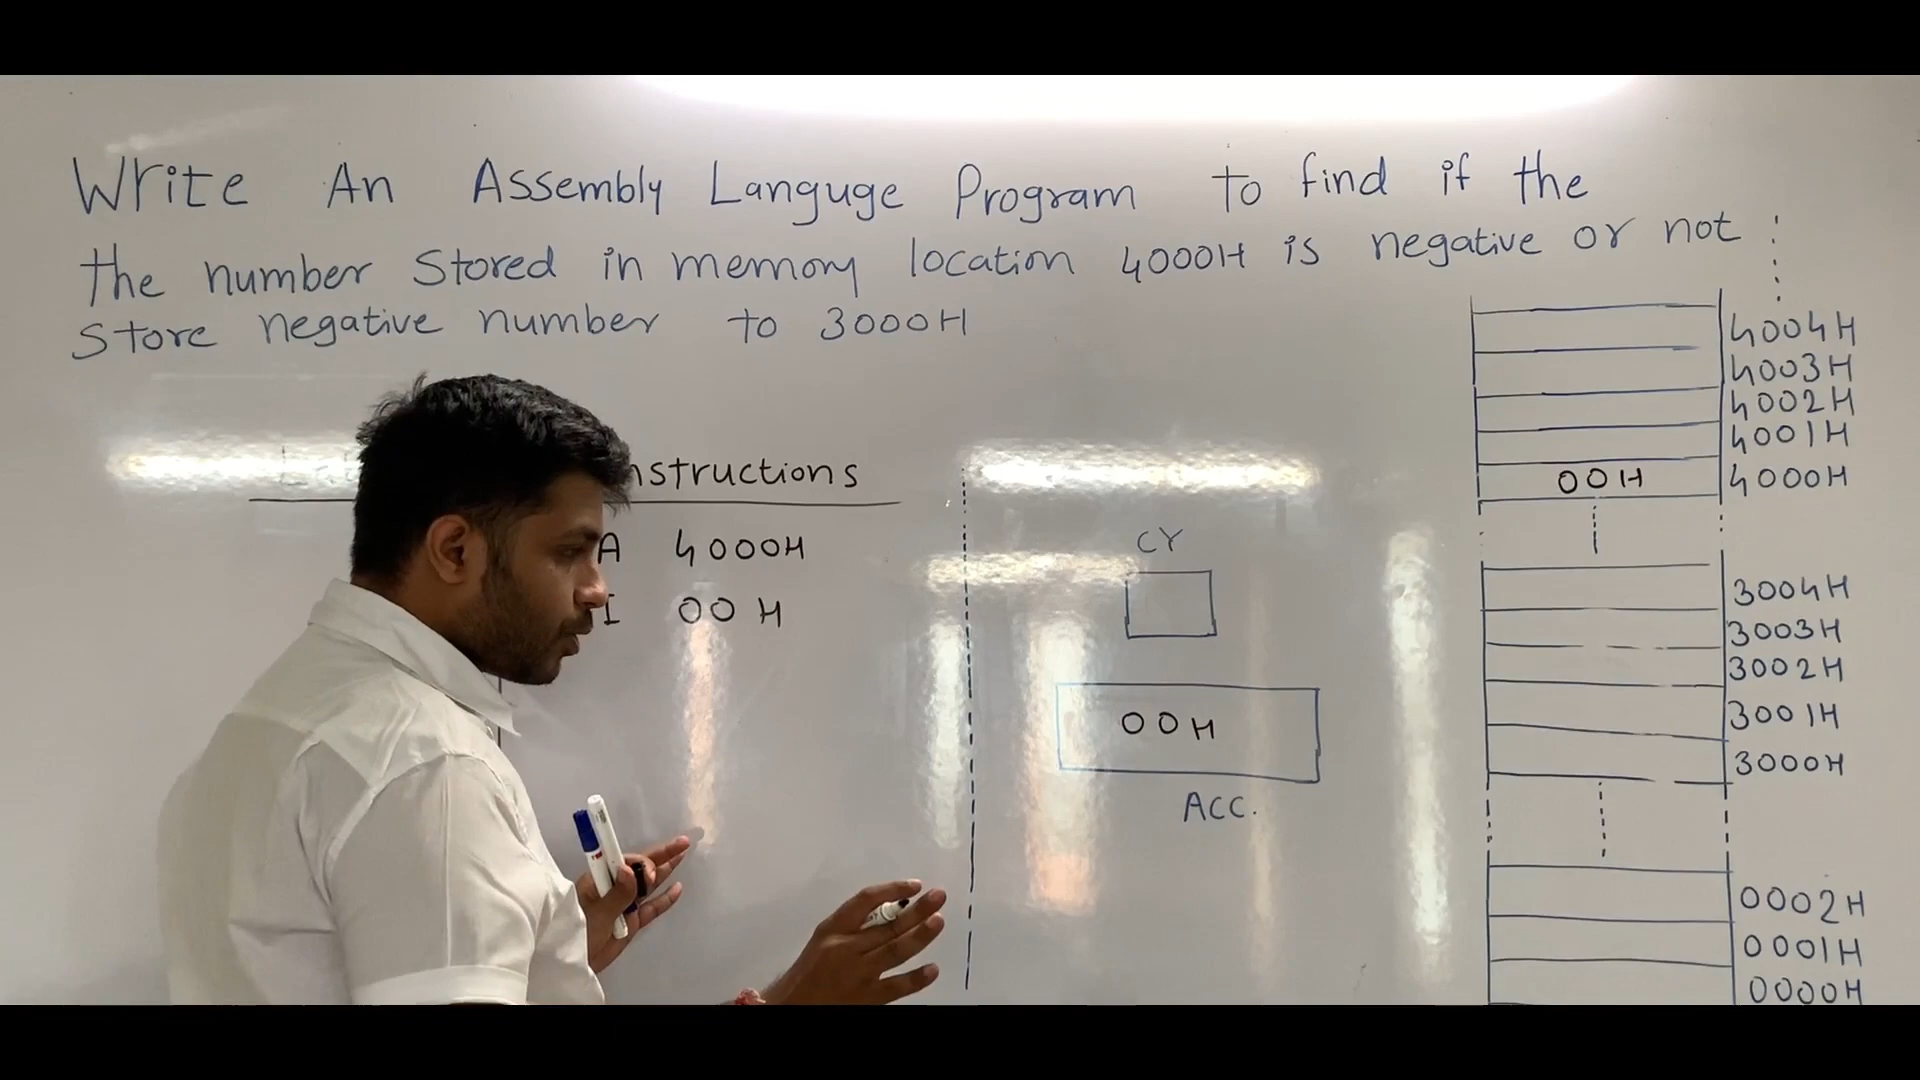 Write An Assembly Languge Program to find if the
the number stored in memory location 4000H is negative or not
Store negative number to 3000H
nstructions
A 4000H
I 00 H
CY
00H
ACC.
4004H
4003H
4002H
4001H
00H 4000H
3004H
3003H
3002H
3001H
3000H
0002H
0001H
0000H